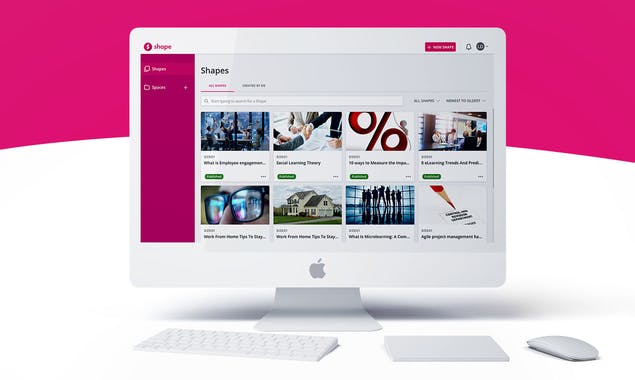 shape
+ NEW SHAPE
LO
Shapes
Spaces +
Shapes
ALL SHAPES CREATED BY ME
Start typing to search for a Shape
ALL SHAPES NEWEST TO OLDEST
What is Employee engagemen...
Published
Social Learning Theory
Published
10 ways to Measure the Impa...
Published
8 eLearning Trends And Predi...
Published
Work From Home Tips To Stay...
Work From Home Tips To Stay...
What Is Microlearning: A Com...
Agile project management ha...